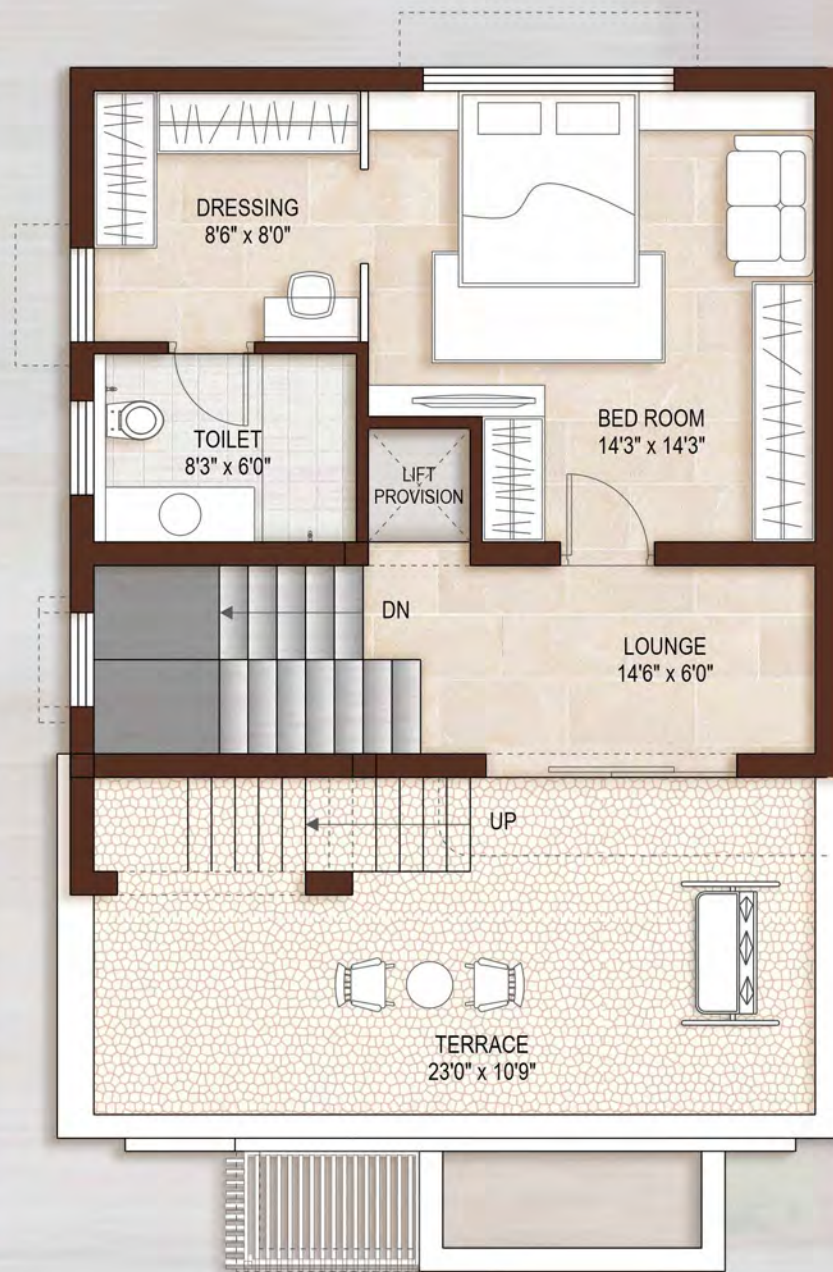 DRESSING
8'6" x 8'0"
BED ROOM
14'3" x 14'3"
TOILET
8'3" x 6'0"
LIFT
PROVISION
DN
LOUNGE
14'6" x 6'0"
UP
TERRACE
23'0" x 10'9"